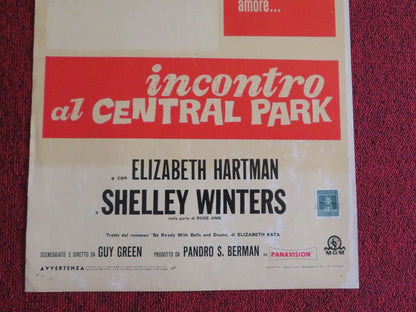 amore...
incontro
al CENTRAL PARK
e con ELIZABETH HARTMAN
e SHELLEY WINTERS
nella parte di ROSE-ANN
Tratto dal romanzo "Be Ready With Bells and Drums, di ELIZABETH KATA
SCENEGGIATO E DIRETTO DA GUY GREEN PRODOTTO DA PANDRO S. BERMAN in PANAVISION
MGM
AVVERTENZA